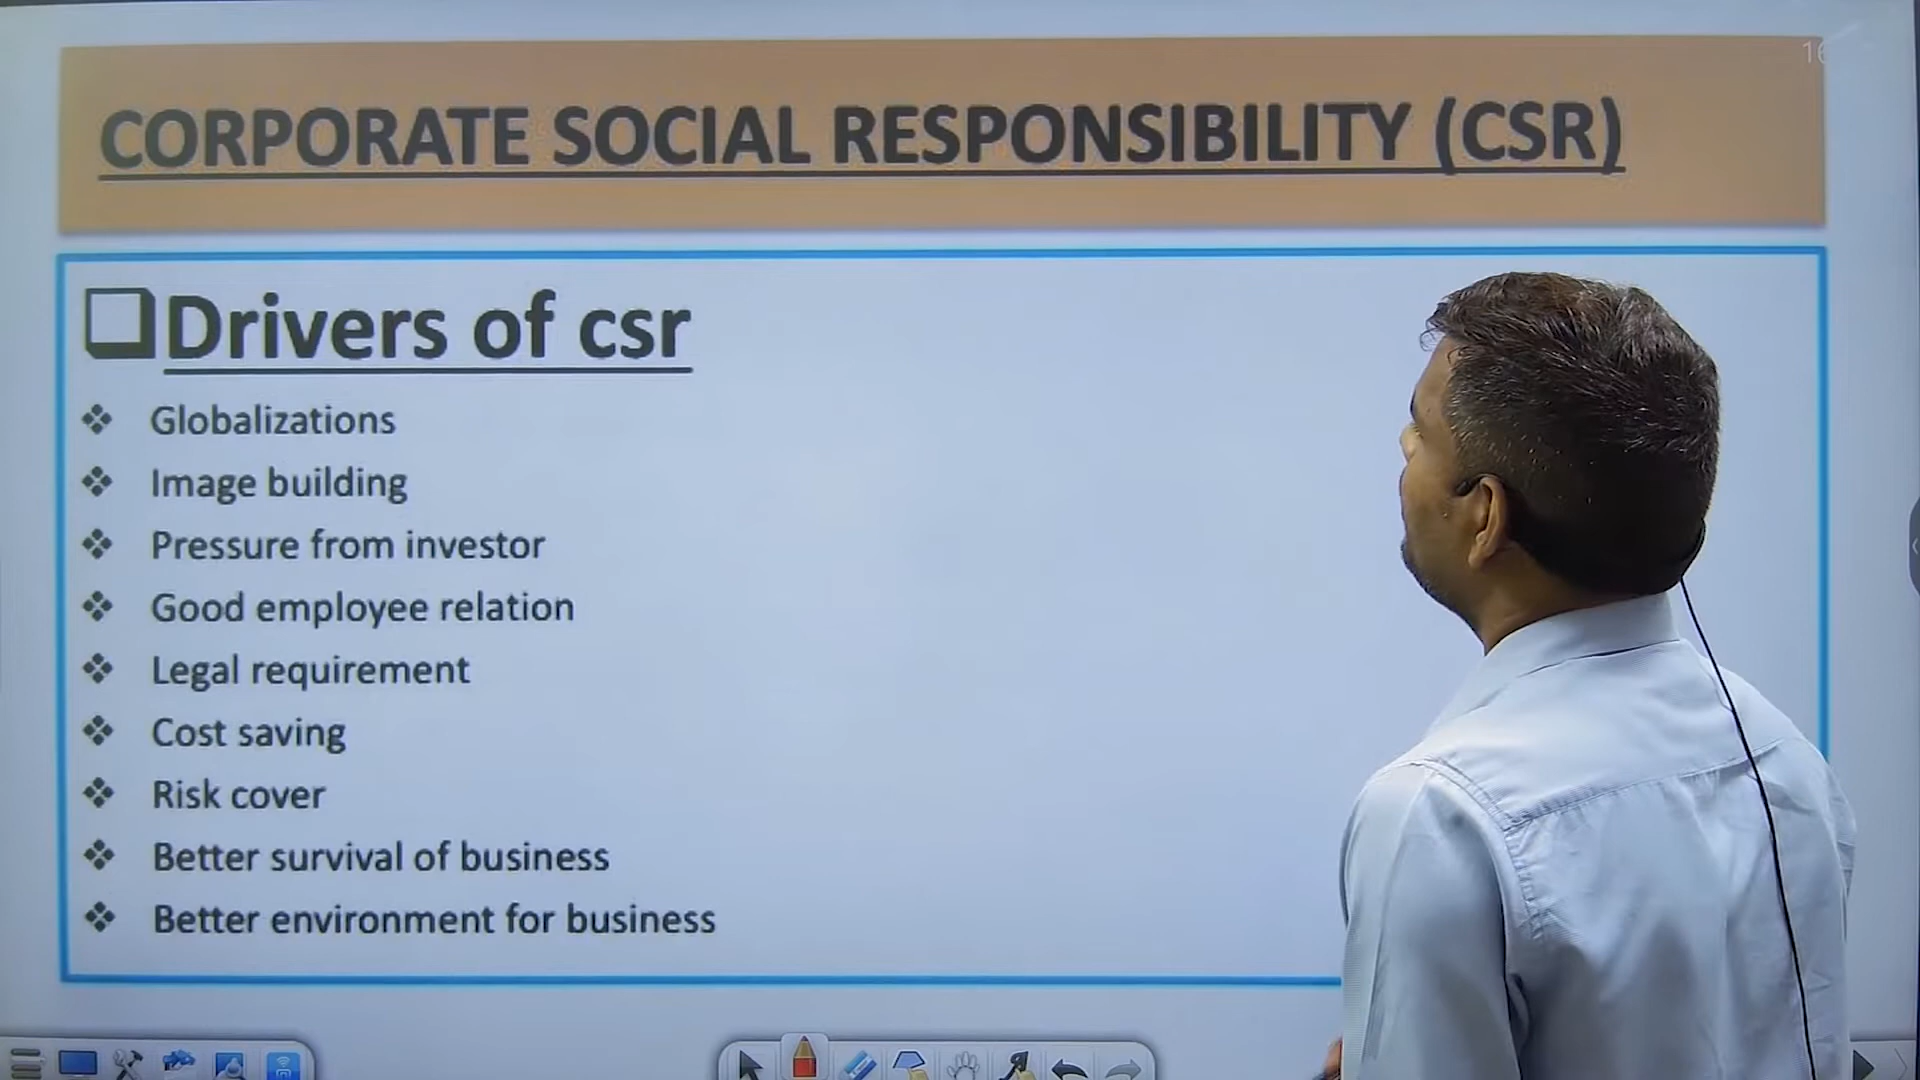 CORPORATE SOCIAL RESPONSIBILITY (CSR)
Drivers of csr
Globalizations
Image building
Pressure from investor
Good employee relation
Legal requirement
Cost saving
Risk cover
Better survival of business
Better environment for business